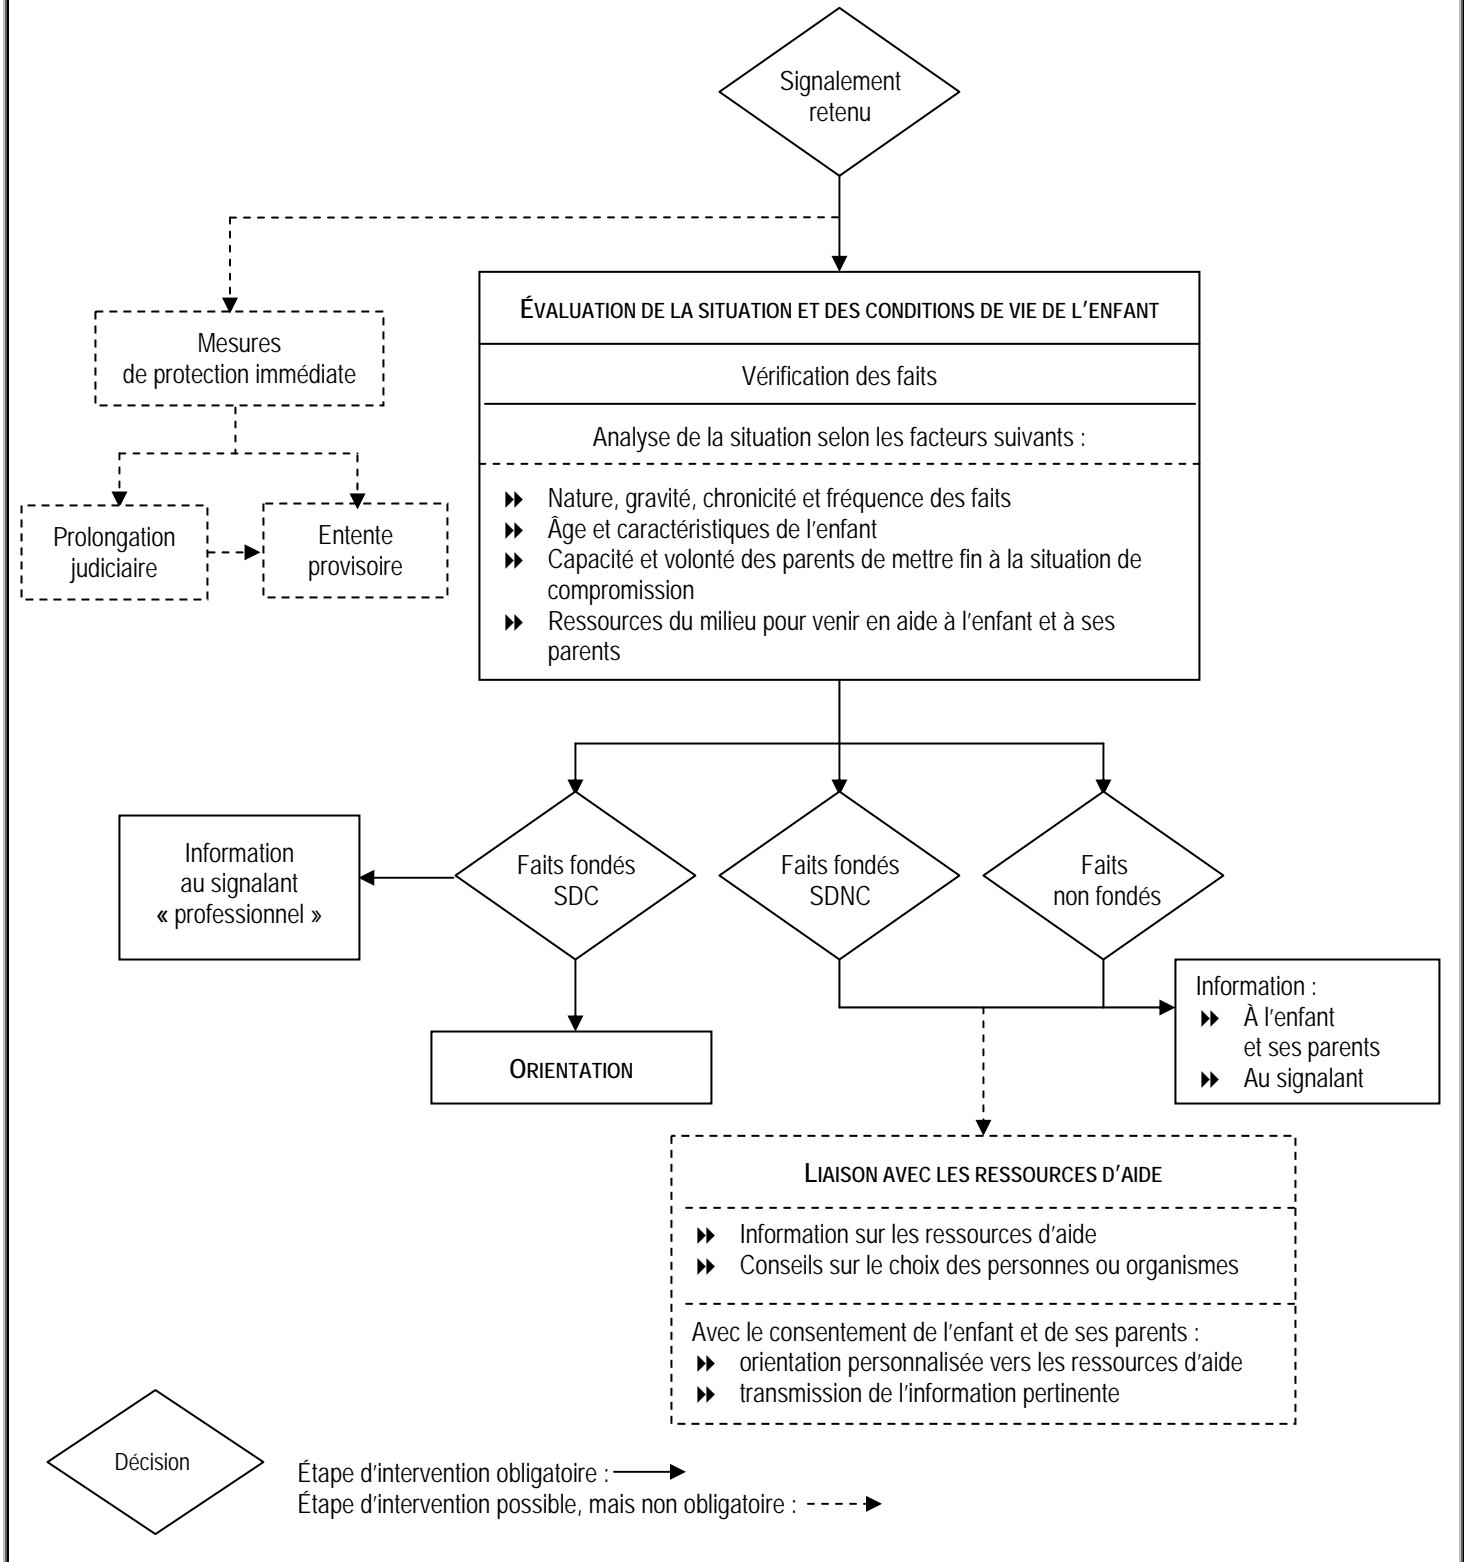 Signalement
retenu
ÉVALUATION DE LA SITUATION ET DES CONDITIONS DE VIE DE L'ENFANT
Vérification des faits
Analyse de la situation selon les facteurs suivants :
Nature, gravité, chronicité et fréquence des faits
Âge et caractéristiques de l'enfant
Capacité et volonté des parents de mettre fin à la situation de
compromission
Ressources du milieu pour venir en aide à l'enfant et à ses
parents
Mesures
de protection immédiate
Prolongation
judiciaire
Entente
provisoire
Information
au signalant
« professionnel »
Faits fondés
SDC
Faits fondés
SDNC
Faits
non fondés
ORIENTATION
Information :
À l'enfant
et ses parents
Au signalant
LIAISON AVEC LES RESSOURCES D'AIDE
Information sur les ressources d'aide
Conseils sur le choix des personnes ou organismes
Avec le consentement de l'enfant et de ses parents :
orientation personnalisée vers les ressources d'aide
transmission de l'information pertinente
Décision
Étape d'intervention obligatoire :
Étape d'intervention possible, mais non obligatoire :